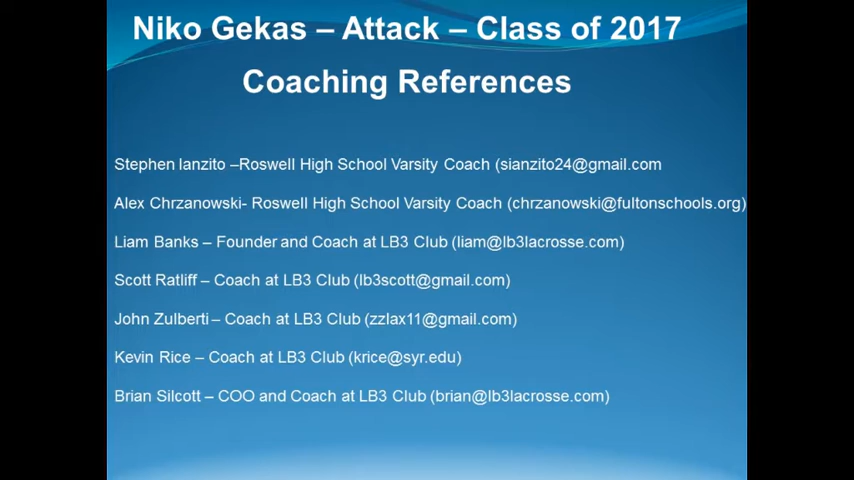 Niko Gekas – Attack – Class of 2017
Coaching References
Stephen Ianzito –Roswell High School Varsity Coach (sianzito24@gmail.com
Alex Chrzanowski- Roswell High School Varsity Coach (chrzanowski@fultonschools.org)
Liam Banks – Founder and Coach at LB3 Club (liam@lb3lacrosse.com)
Scott Ratliff – Coach at LB3 Club (lb3scott@gmail.com)
John Zulberti – Coach at LB3 Club (zzlax11@gmail.com)
Kevin Rice – Coach at LB3 Club (krice@syr.edu)
Brian Silcott – COO and Coach at LB3 Club (brian@lb3lacrosse.com)